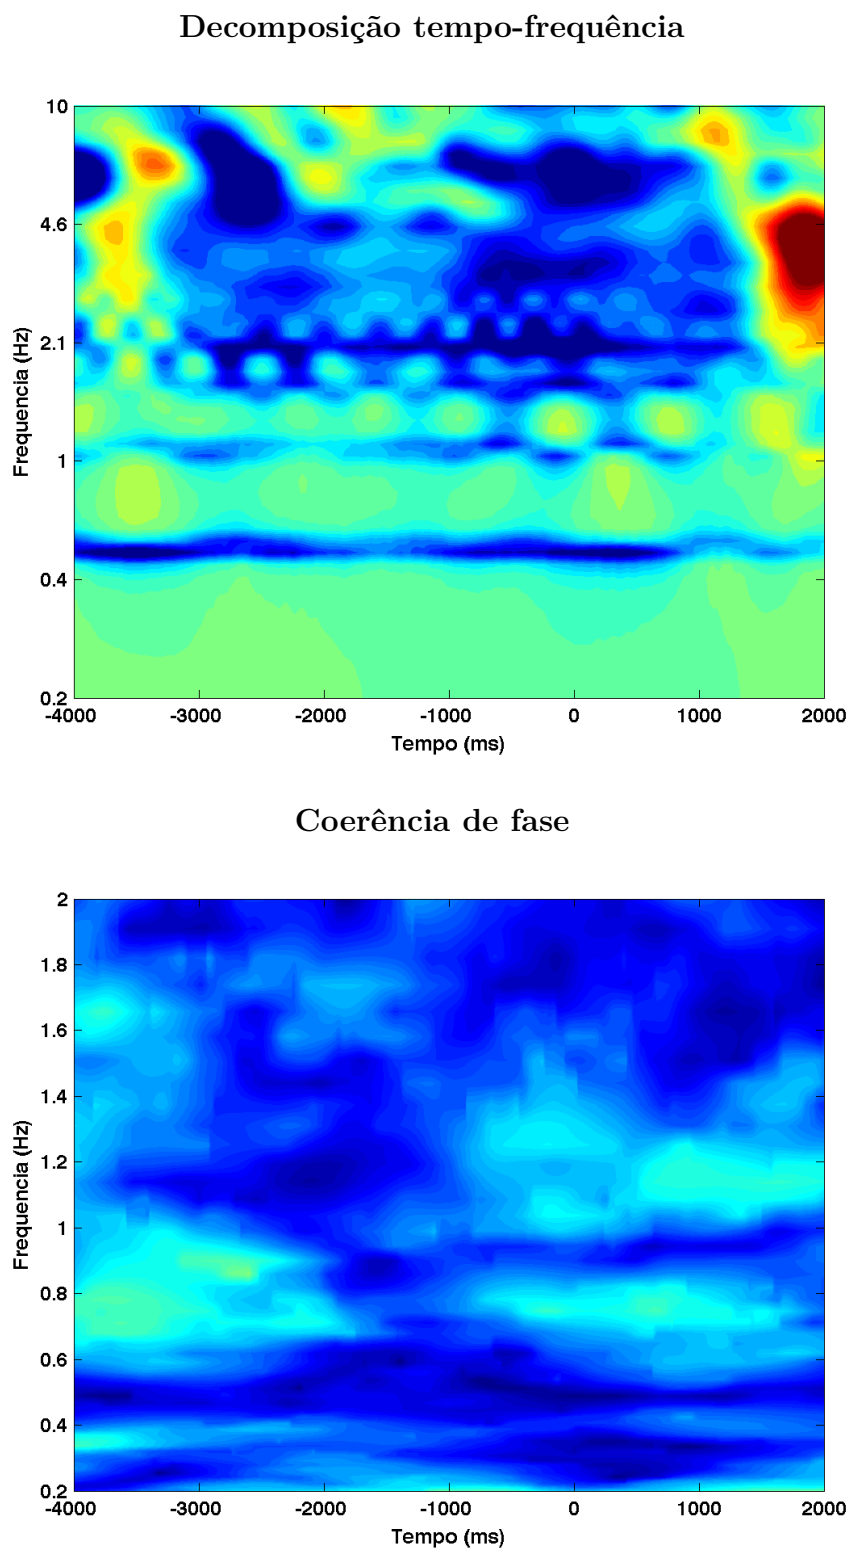 Decomposição tempo-frequência
10
4.6
2.1
1
0.4
0.2
Frequencia (Hz)
-4000 -3000 -2000 -1000 0 1000 2000
Tempo (ms)
Coerência de fase
2
1.8
1.6
1.4
1.2
1
0.8
0.6
0.4
0.2
Frequencia (Hz)
-4000 -3000 -2000 -1000 0 1000 2000
Tempo (ms)